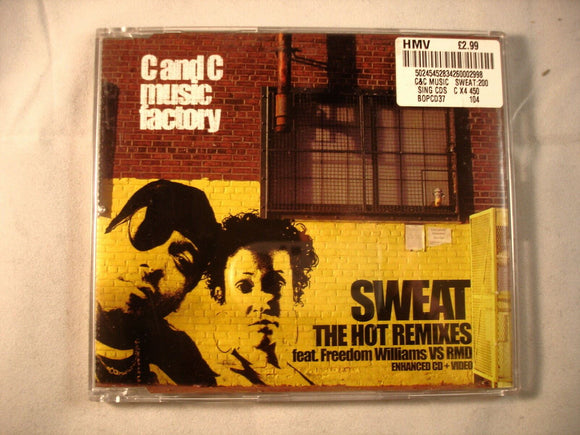 C and C
music
factory
HMV £2.99
50245452834260002998
C&C MUSIC SWEAT:200
SING CDS C X4 450
BOPCD37 104
SWEAT
THE HOT REMIXES
feat. Freedom Williams VS RMD
ENHANCED CD + VIDEO